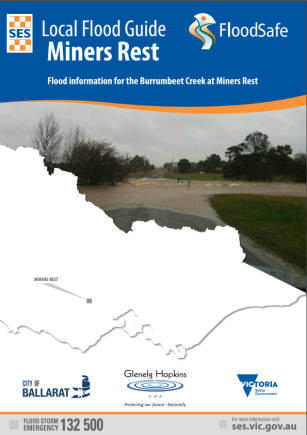 SES
Local Flood Guide
Miners Rest
FloodSafe
Flood information for the Burrumbeet Creek at Miners Rest
MINERS REST
CITY OF
BALLARAT
Glenelg Hopkins
CMA
Protecting our future - Naturally
VICTORIA
State
Government
FLOOD STORM
EMERGENCY 132 500
For more information visit
ses.vic.gov.au